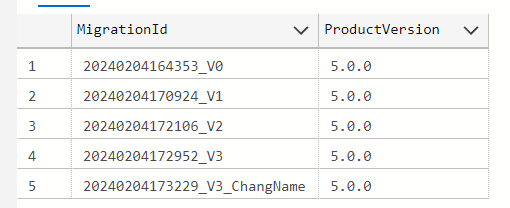 MigrationId ProductVersion
1 20240204164353_V0 5.0.0
2 20240204170924_V1 5.0.0
3 20240204172106_V2 5.0.0
4 20240204172952_V3 5.0.0
5 20240204173229_V3_ChangName 5.0.0